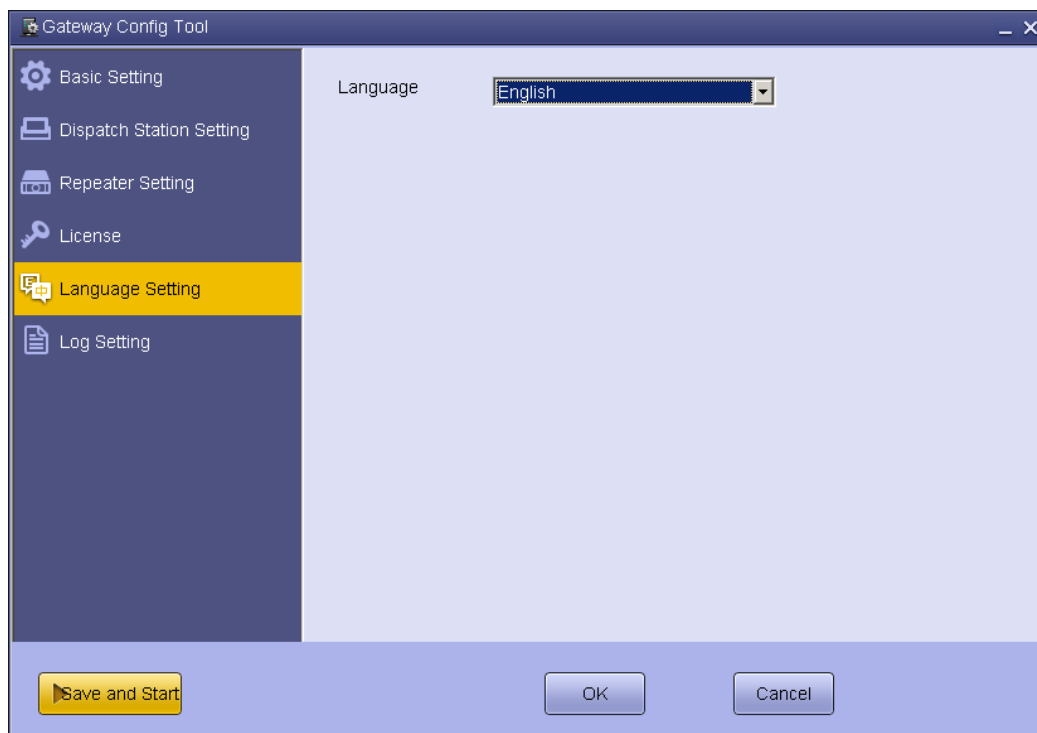 Gateway Config Tool
Basic Setting
Dispatch Station Setting
Repeater Setting
License
Language Setting
Log Setting
Language
English
Save and Start
OK
Cancel